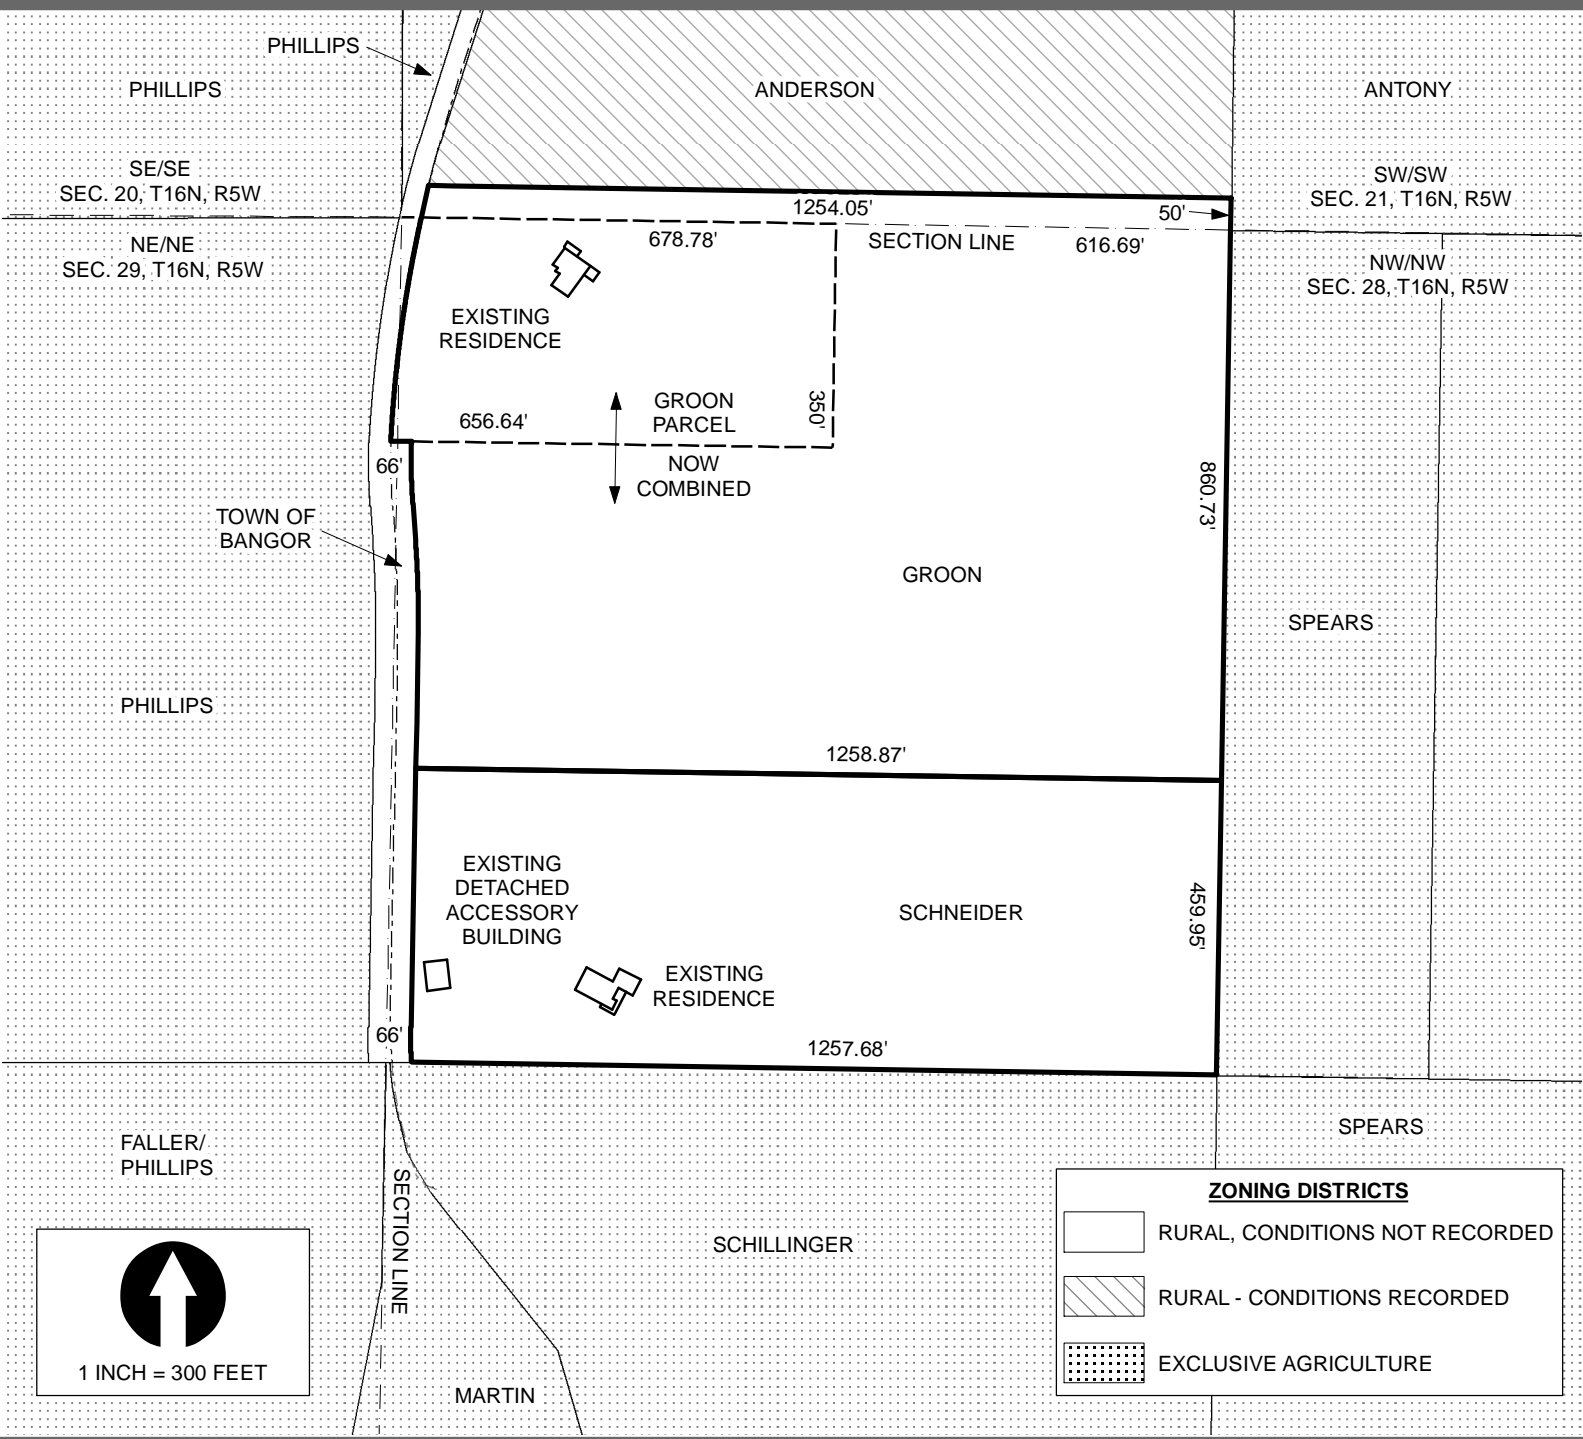 PHILLIPS
PHILLIPS
ANDERSON
ANTONY
SE/SE
SEC. 20, T16N, R5W
SW/SW
SEC. 21, T16N, R5W
1254.05'
50'
NE/NE
SEC. 29, T16N, R5W
678.78'
SECTION LINE
616.69'
NW/NW
SEC. 28, T16N, R5W
EXISTING
RESIDENCE
656.64'
GROON
PARCEL
350'
66'
NOW
COMBINED
860.73'
TOWN OF
BANGOR
GROON
SPEARS
PHILLIPS
1258.87'
EXISTING
DETACHED
ACCESSORY
BUILDING
SCHNEIDER
459.95'
EXISTING
RESIDENCE
66'
1257.68'
FALLER/
PHILLIPS
SPEARS
SECTION LINE
SCHILLINGER
MARTIN
1 INCH = 300 FEET
ZONING DISTRICTS
RURAL, CONDITIONS NOT RECORDED
RURAL - CONDITIONS RECORDED
EXCLUSIVE AGRICULTURE